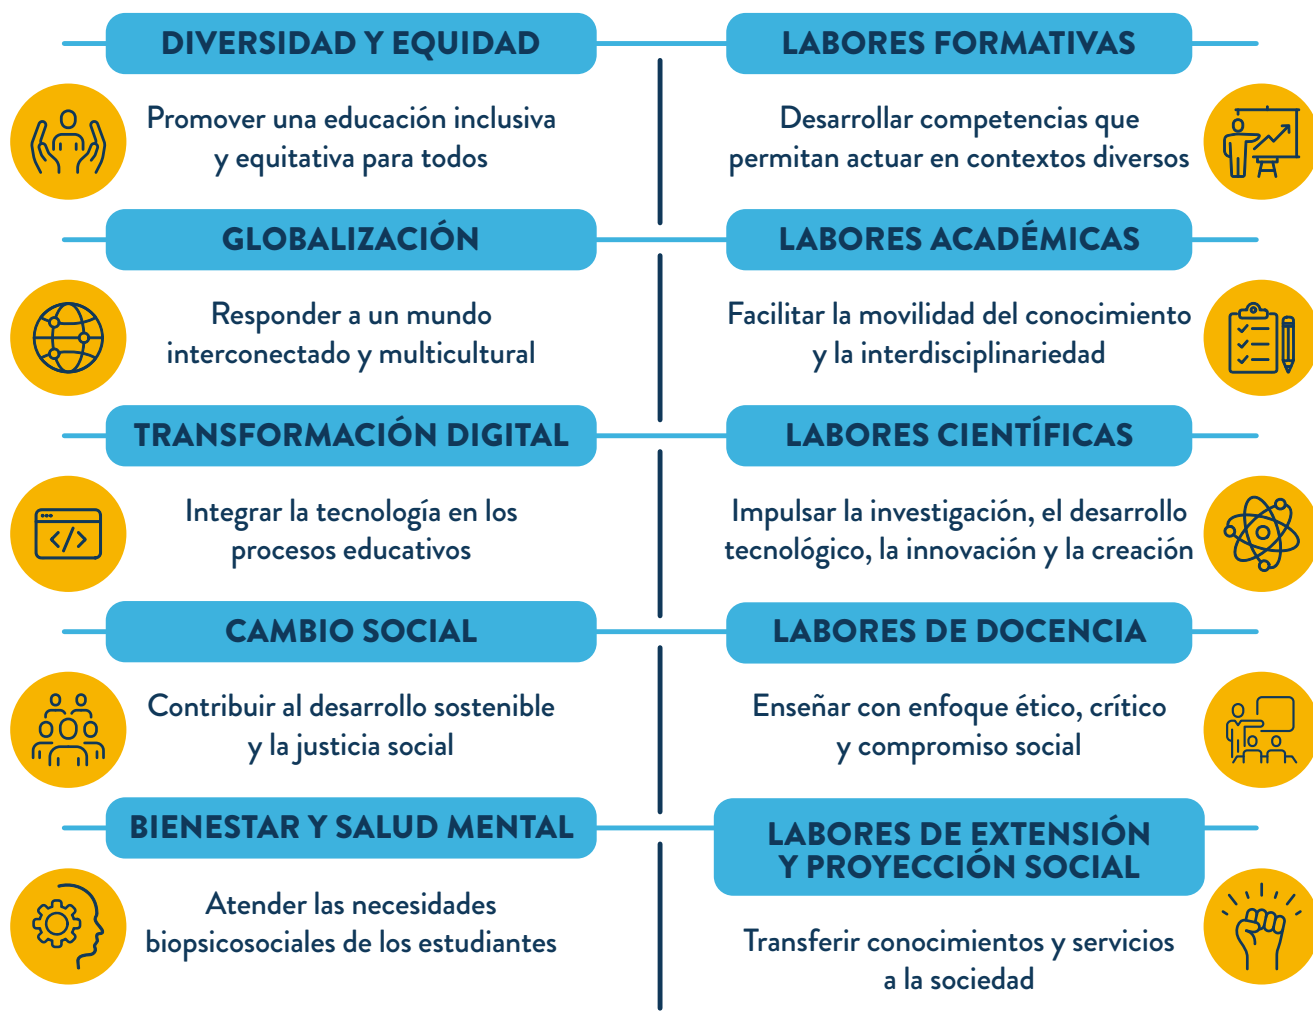 DIVERSIDAD Y EQUIDAD
Promover una educación inclusiva
y equitativa para todos
LABORES FORMATIVAS
Desarrollar competencias que
permitan actuar en contextos diversos
GLOBALIZACIÓN
Responder a un mundo
interconectado y multicultural
LABORES ACADÉMICAS
Facilitar la movilidad del conocimiento
y la interdisciplinariedad
TRANSFORMACIÓN DIGITAL
Integrar la tecnología en los
procesos educativos
LABORES CIENTÍFICAS
Impulsar la investigación, el desarrollo
tecnológico, la innovación y la creación
CAMBIO SOCIAL
Contribuir al desarrollo sostenible
y la justicia social
LABORES DE DOCENCIA
Enseñar con enfoque ético, crítico
y compromiso social
BIENESTAR Y SALUD MENTAL
Atender las necesidades
biopsicosociales de los estudiantes
LABORES DE EXTENSIÓN
Y PROYECCIÓN SOCIAL
Transferir conocimientos y servicios
a la sociedad